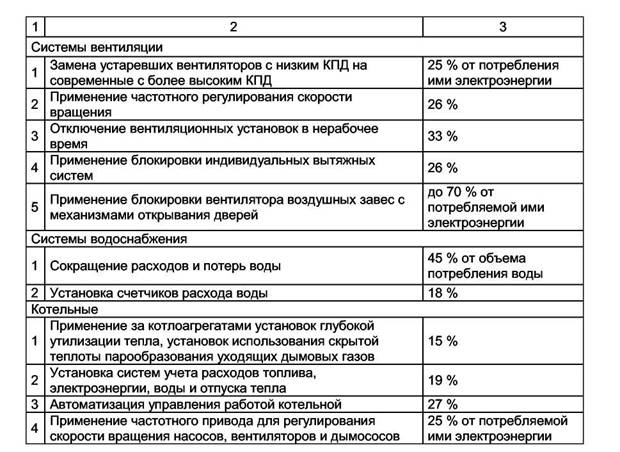 1 2 3
Системы вентиляции
1 Замена устаревших вентиляторов с низким КПД на 25 % от потребления
современные с более высоким КПД ими электроэнергии
2 Применение частотного регулирования скорости 26 %
вращения
3 Отключение вентиляционных установок в нерабочее 33 %
время
4 Применение блокировки индивидуальных вытяжных 26 %
систем
5 Применение блокировки вентилятора воздушных завес с до 70 % от
механизмами открывания дверей потребляемой ими
электроэнергии
Системы водоснабжения
1 Сокращение расходов и потерь воды 45 % от объема
потребления воды
2 Установка счетчиков расхода воды 18 %
Котельные
1 Применение за котлоагрегатами установок глубокой 15 %
утилизации тепла, установок использования скрытой
теплоты парообразования уходящих дымовых газов
2 Установка систем учета расходов топлива, 19 %
электроэнергии, воды и отпуска тепла
3 Автоматизация управления работой котельной 27 %
4 Применение частотного привода для регулирования 25 % от потребляемой
скорости вращения насосов, вентиляторов и дымососов ими электроэнергии